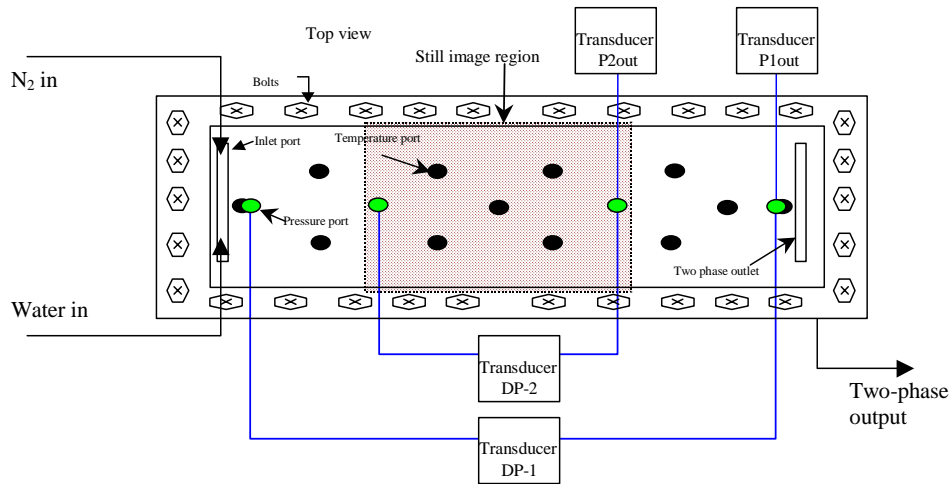 Top view
Transducer
P2out
Transducer
P1out
Still image region
N₂ in
Bolts
Inlet port
Temperature port
Pressure port
Two phase outlet
Water in
Transducer
DP-2
Two-phase
output
Transducer
DP-1